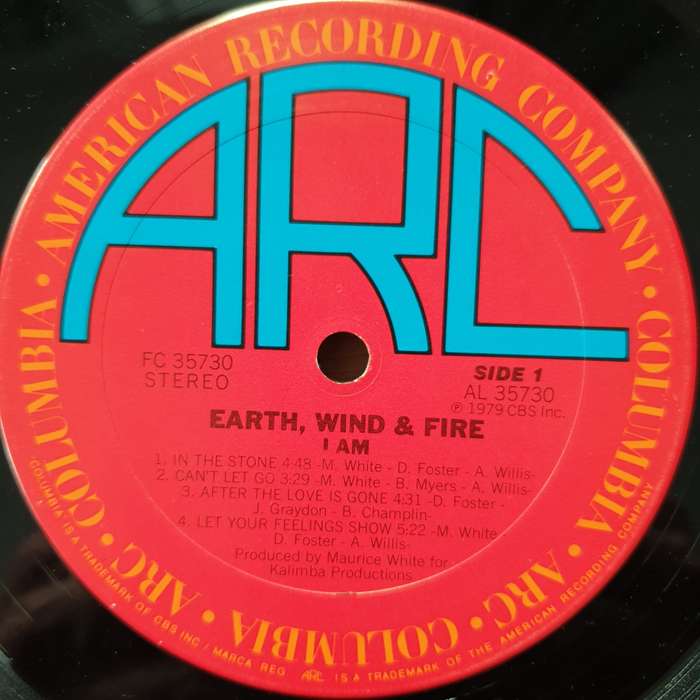 COLUMBIA • AMERICAN RECORDING COMPANY • COLUMBIA • ARC • COLUMBIA • ARC •
ARC
FC 35730
STEREO
SIDE 1
AL 35730
℗ 1979 CBS Inc.
EARTH, WIND & FIRE
I AM
1. IN THE STONE 4:48 -M. White - D. Foster - A. Willis-
2. CAN'T LET GO 3:29 -M. White - B. Myers - A. Willis-
3. AFTER THE LOVE IS GONE 4:31 -D. Foster -
J. Graydon - B. Champlin-
4. LET YOUR FEELINGS SHOW 5:22 -M. White
D. Foster - A. Willis-
Produced by Maurice White for
Kalimba Productions
COLUMBIA IS A TRADEMARK OF CBS INC / MARCA REG ARC IS A TRADEMARK OF THE AMERICAN RECORDING COMPANY